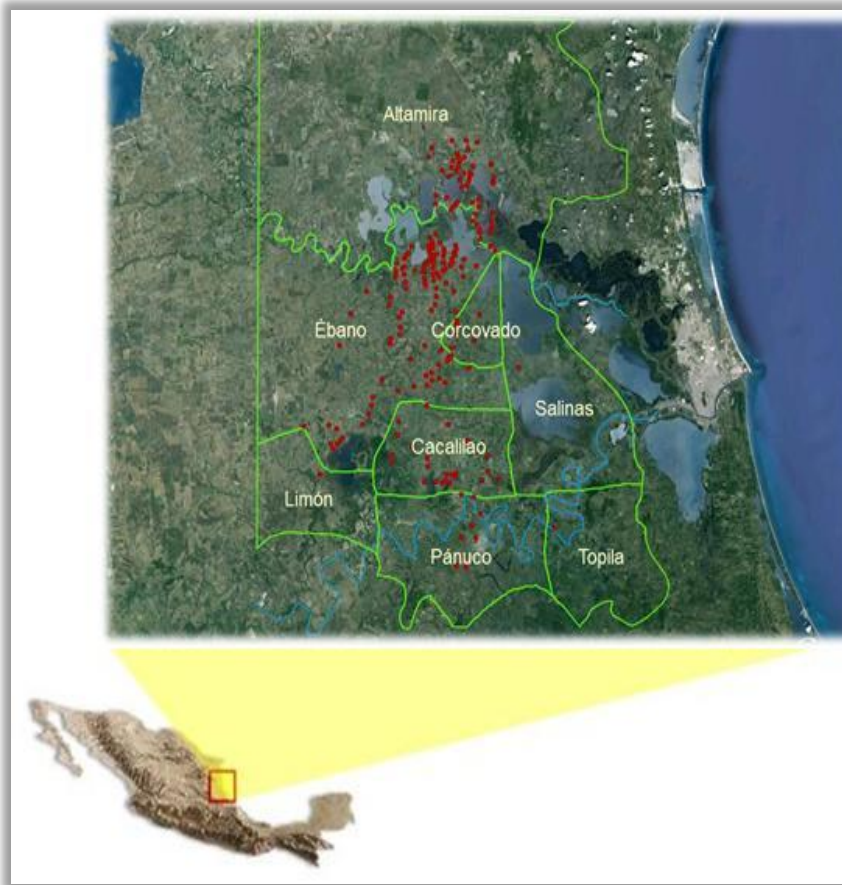 Altamira
Ébano
Corcovado
Salinas
Cacalilao
Limón
Pánuco
Topila